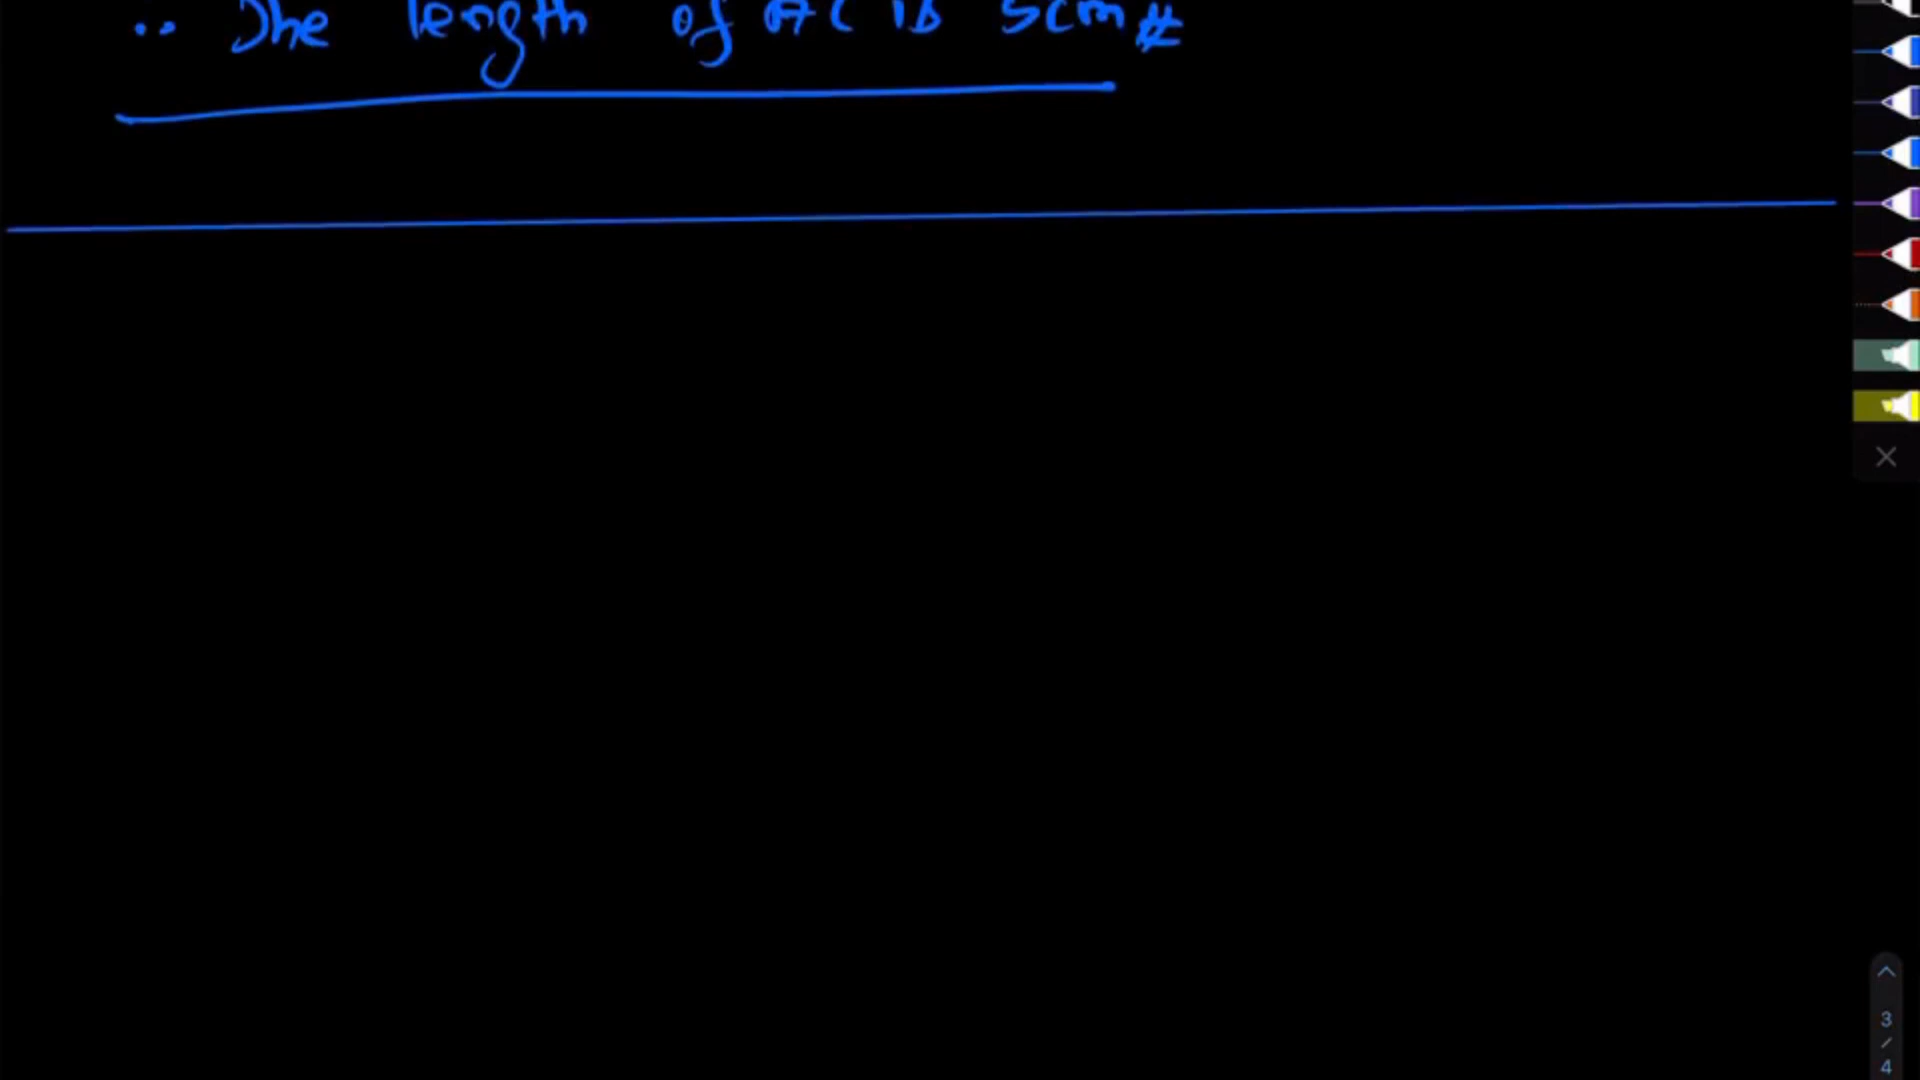 ∴ The length of AC is 5cm #
3
/
4